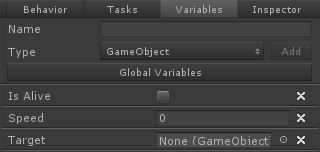 Behavior Tasks Variables Inspector
Name
Type GameObject Add
Global Variables
Is Alive
Speed 0
Target None (GameObject